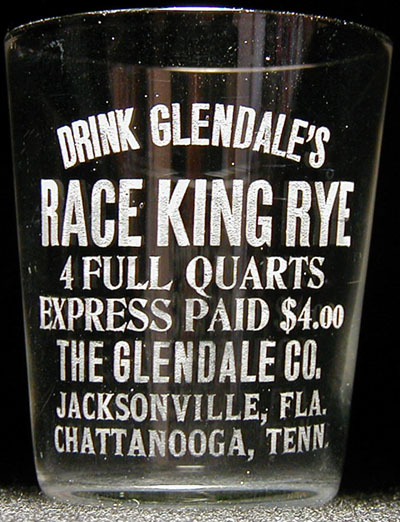 DRINK GLENDALE'S
RACE KING RYE
4 FULL QUARTS
EXPRESS PAID $4.00
THE GLENDALE CO.
JACKSONVILLE, FLA.
CHATTANOOGA, TENN.